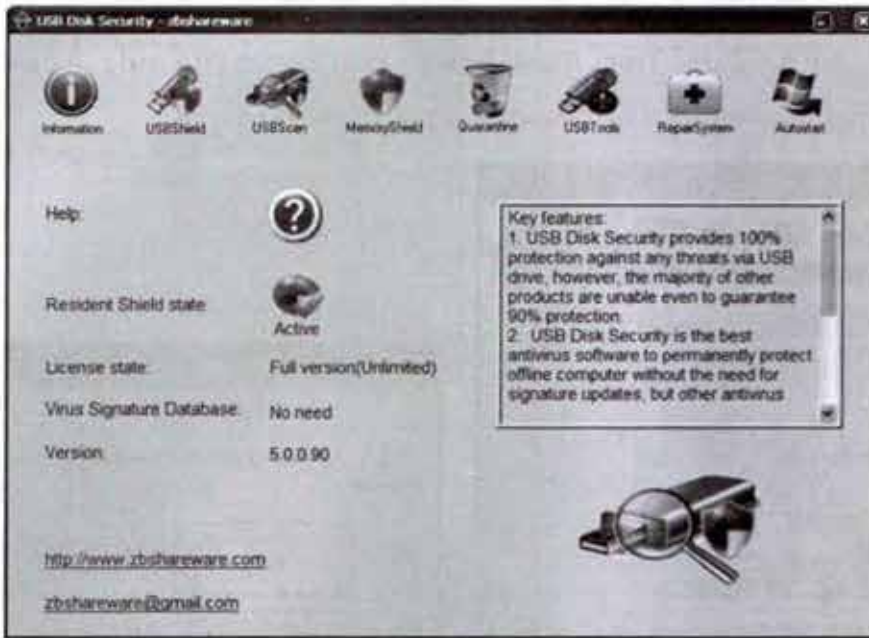 USB Disk Security - zbshareware
Information USBShield USBScan MemoryShield Quarantine USBTools RepairSystem Autostart
Help:
Resident Shield state
Active
License state: Full version(Unlimited)
Virus Signature Database: No need
Version: 5.0.0.90
http://www.zbshareware.com
zbshareware@gmail.com
Key features:
1. USB Disk Security provides 100%
protection against any threats via USB
drive, however, the majority of other
products are unable even to guarantee
90% protection.
2. USB Disk Security is the best
antivirus software to permanently protect
offline computer without the need for
signature updates, but other antivirus